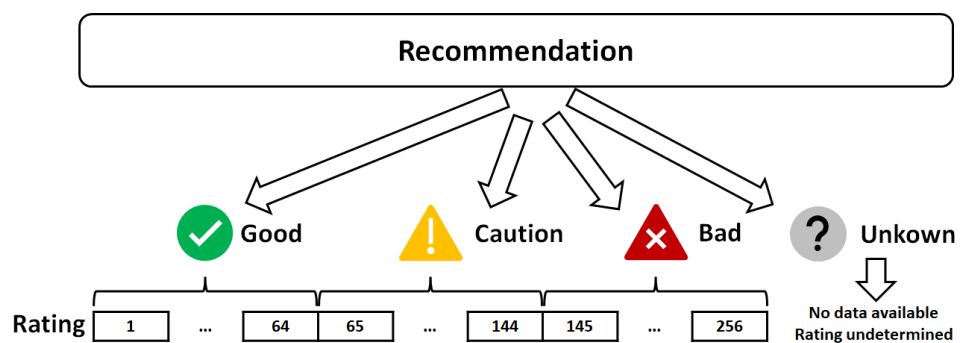 Recommendation
Good
Caution
Bad
Unkown
Rating 1 ... 64 65 ... 144 145 ... 256
No data available
Rating undetermined